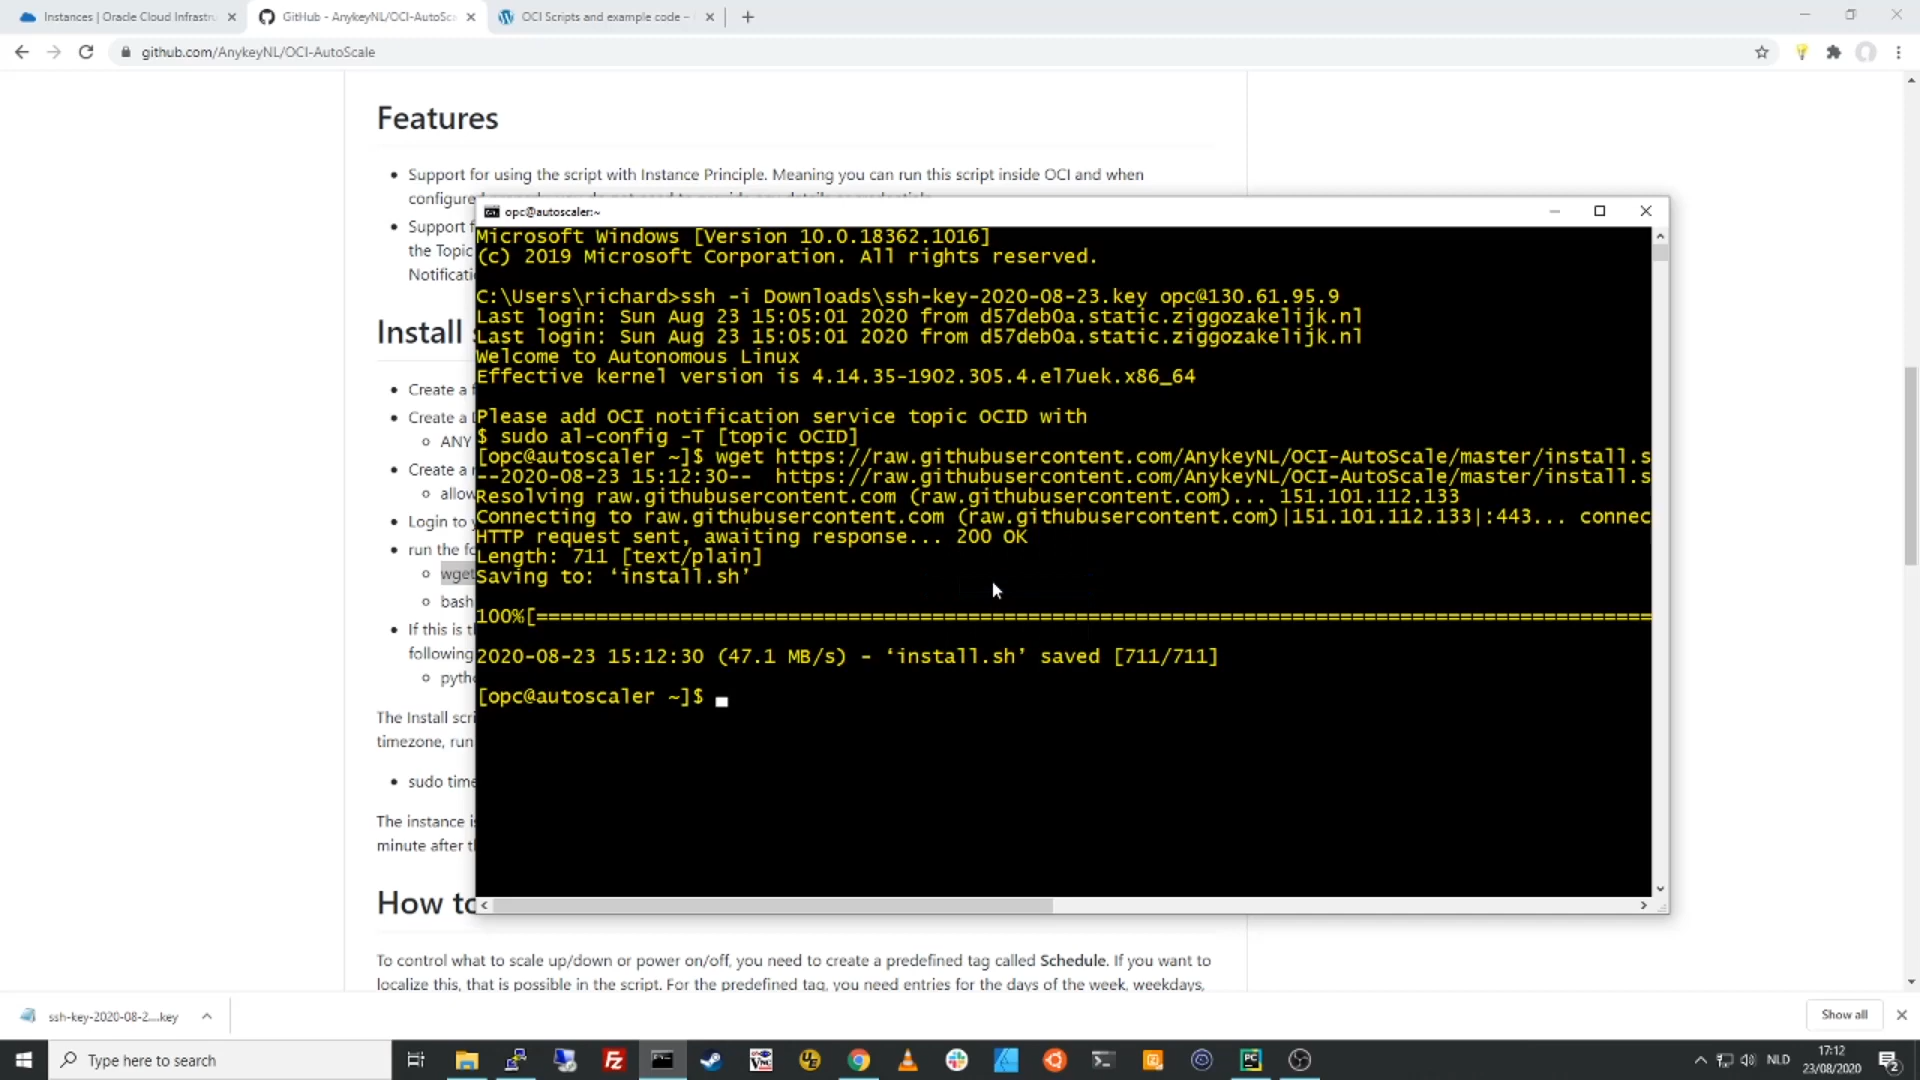 Instances | Oracle Cloud Infrastru
GitHub - AnykeyNL/OCI-AutoSca
OCI Scripts and example code –
github.com/AnykeyNL/OCI-AutoScale
Features
Support for using the script with Instance Principle. Meaning you can run this script inside OCI and when
configure
Support f
the Topic
Notificati
Install
Create a f
Create a
ANY
Create a
allow
Login to
run the fo
wget
bash
If this is t
following
pyth
The Install scri
timezone, run
sudo time
The instance i
minute after t
How to
To control what to scale up/down or power on/off, you need to create a predefined tag called Schedule. If you want to
localize this, that is possible in the script. For the predefined tag, you need entries for the days of the week, weekdays,
opc@autoscaler:~
Microsoft Windows [Version 10.0.18362.1016]
(c) 2019 Microsoft Corporation. All rights reserved.
C:\Users\richard>ssh -i Downloads\ssh-key-2020-08-23.key opc@130.61.95.9
Last login: Sun Aug 23 15:05:01 2020 from d57deb0a.static.ziggozakelijk.nl
Last login: Sun Aug 23 15:05:01 2020 from d57deb0a.static.ziggozakelijk.nl
Welcome to Autonomous Linux
Effective kernel version is 4.14.35-1902.305.4.el7uek.x86_64
Please add OCI notification service topic OCID with
$ sudo al-config -T [topic OCID]
[opc@autoscaler ~]$ wget https://raw.githubusercontent.com/AnykeyNL/OCI-AutoScale/master/install.s
--2020-08-23 15:12:30--  https://raw.githubusercontent.com/AnykeyNL/OCI-AutoScale/master/install.s
Resolving raw.githubusercontent.com (raw.githubusercontent.com)... 151.101.112.133
Connecting to raw.githubusercontent.com (raw.githubusercontent.com)|151.101.112.133|:443... connec
HTTP request sent, awaiting response... 200 OK
Length: 711 [text/plain]
Saving to: ‘install.sh’
100%[==============================================================================================
2020-08-23 15:12:30 (47.1 MB/s) - ‘install.sh’ saved [711/711]
[opc@autoscaler ~]$
ssh-key-2020-08-2....key
Show all
Type here to search
NLD
17:12
23/08/2020
2